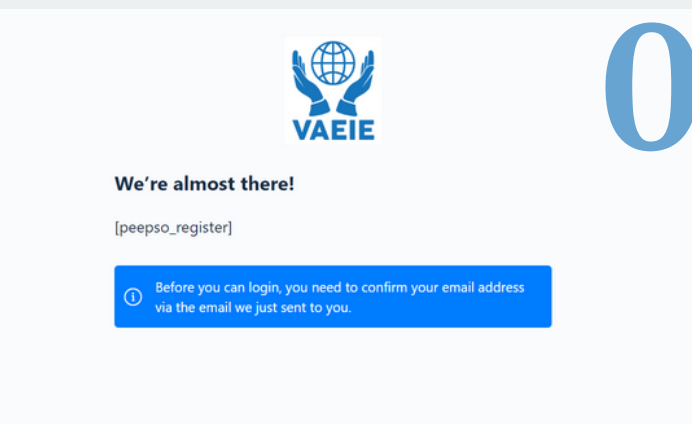 0
VAEIE
We're almost there!
[peepso_register]
Before you can login, you need to confirm your email address
via the email we just sent to you.